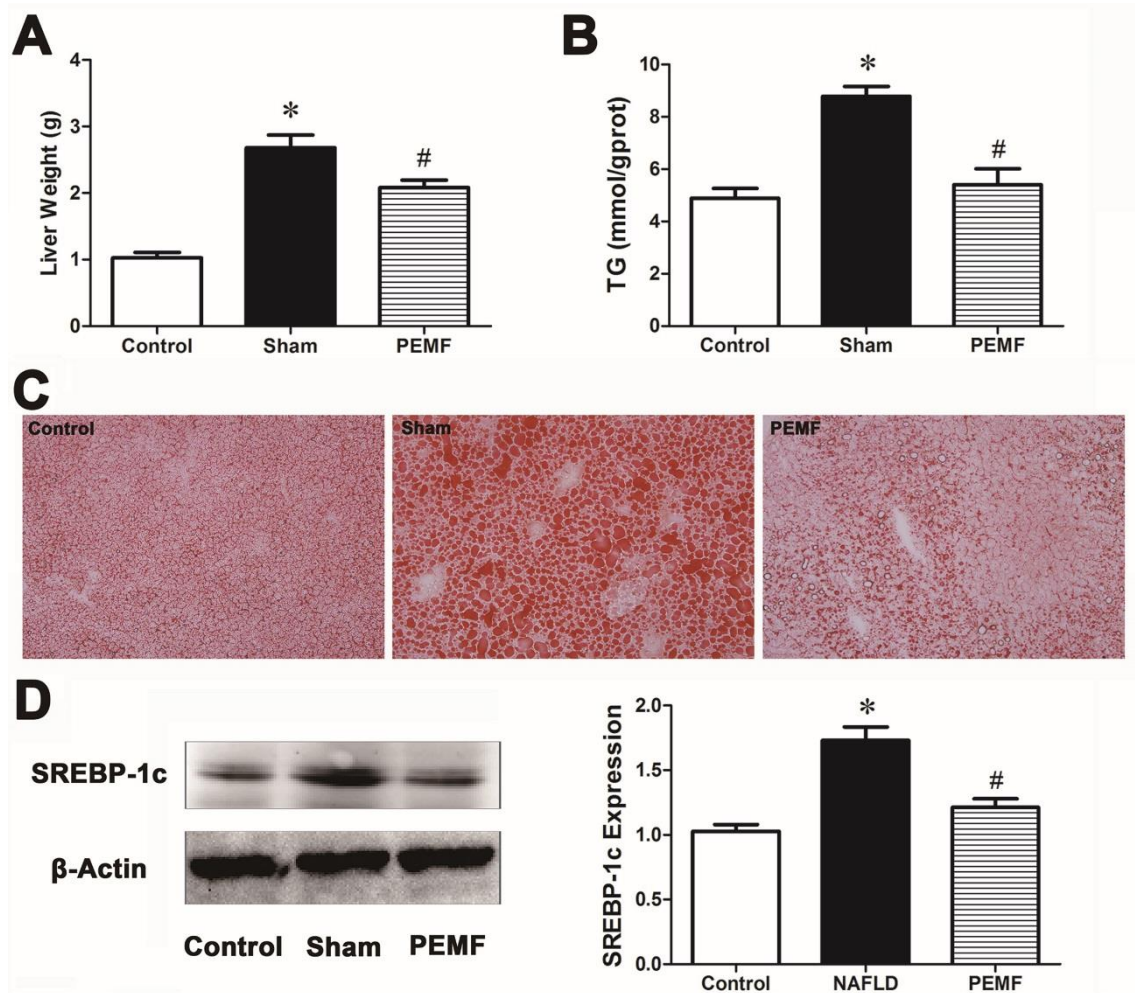 A
Liver Weight (g)
4
3
2
1
0
*
#
Control Sham PEMF
B
TG (mmol/gprot)
10
8
6
4
2
0
*
#
Control Sham PEMF
C
Control
Sham
PEMF
D
SREBP-1c
β-Actin
Control Sham PEMF
SREBP-1c Expression
2.0
1.5
1.0
0.5
0.0
*
#
Control NAFLD PEMF